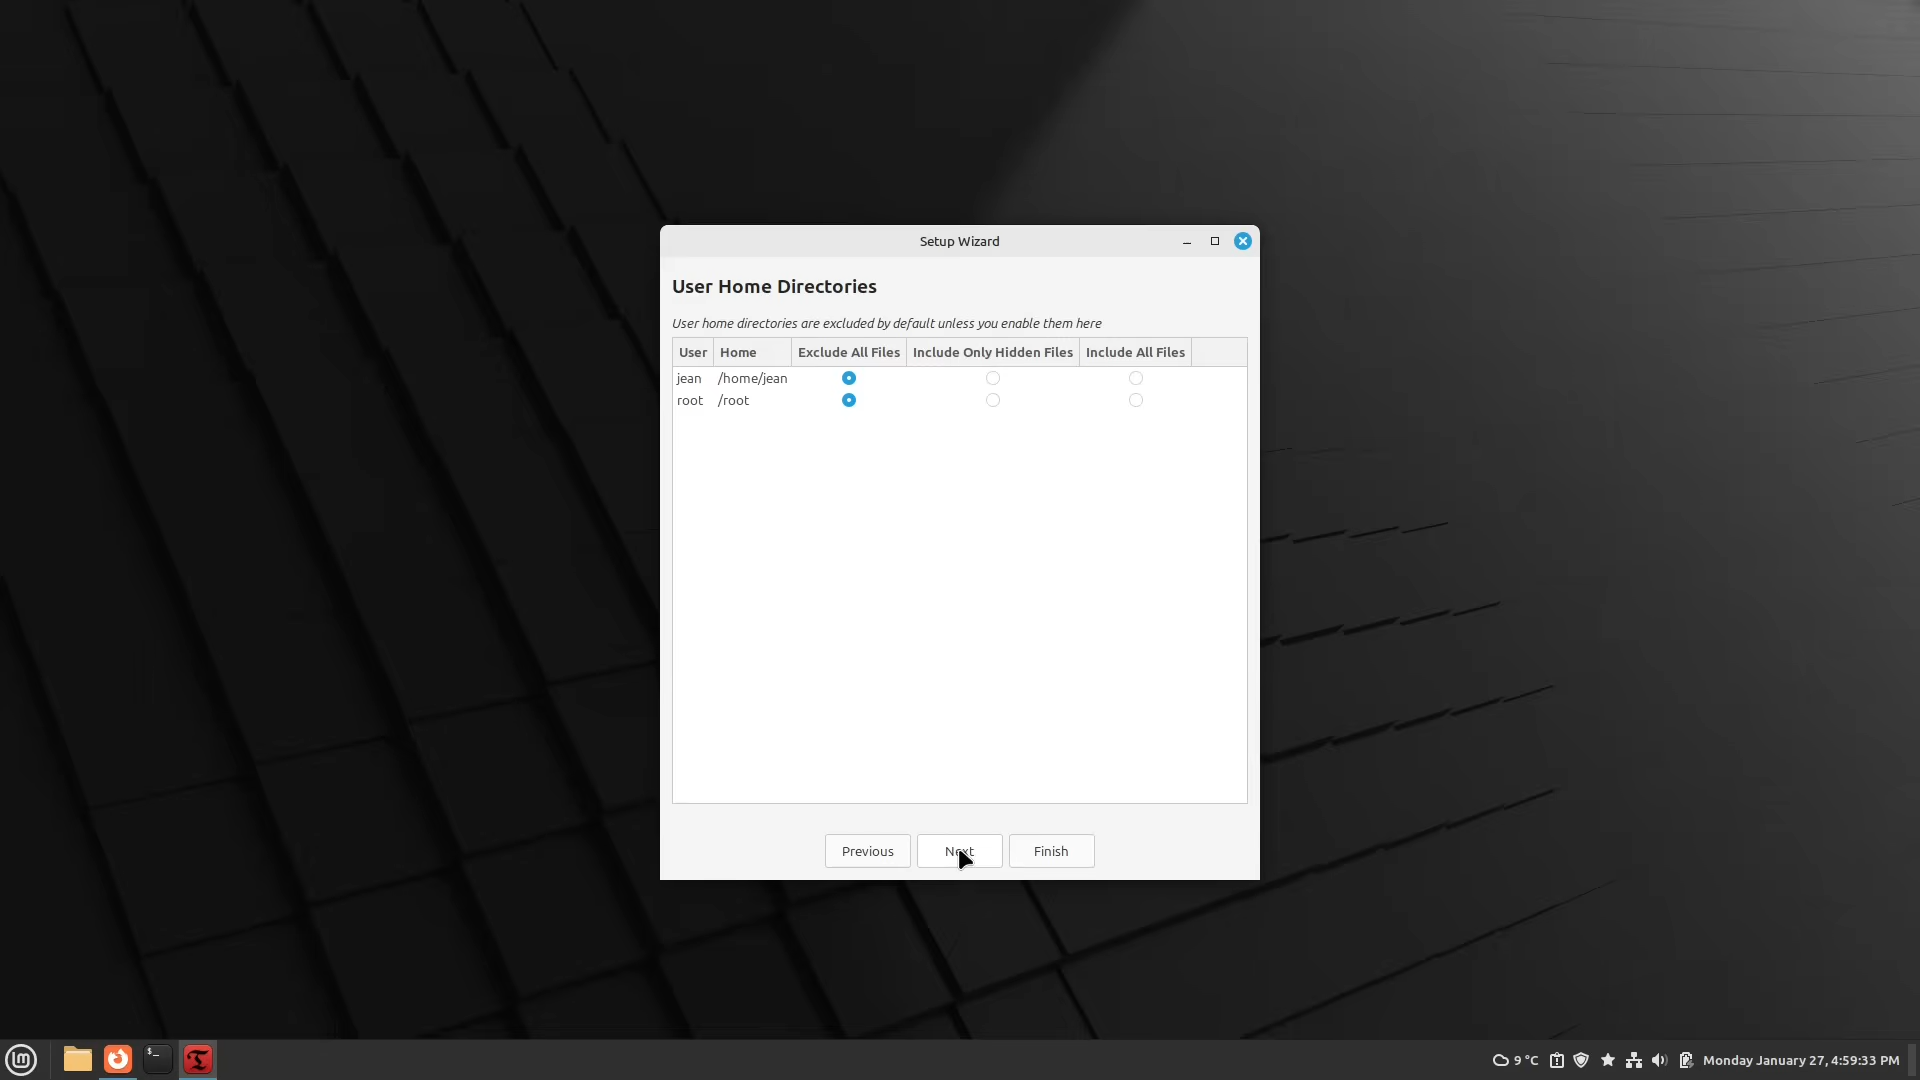 Setup Wizard
User Home Directories
User home directories are excluded by default unless you enable them here
User Home Exclude All Files Include Only Hidden Files Include All Files
jean /home/jean
root /root
Previous Next Finish
9 °C Monday January 27, 4:59:33 PM